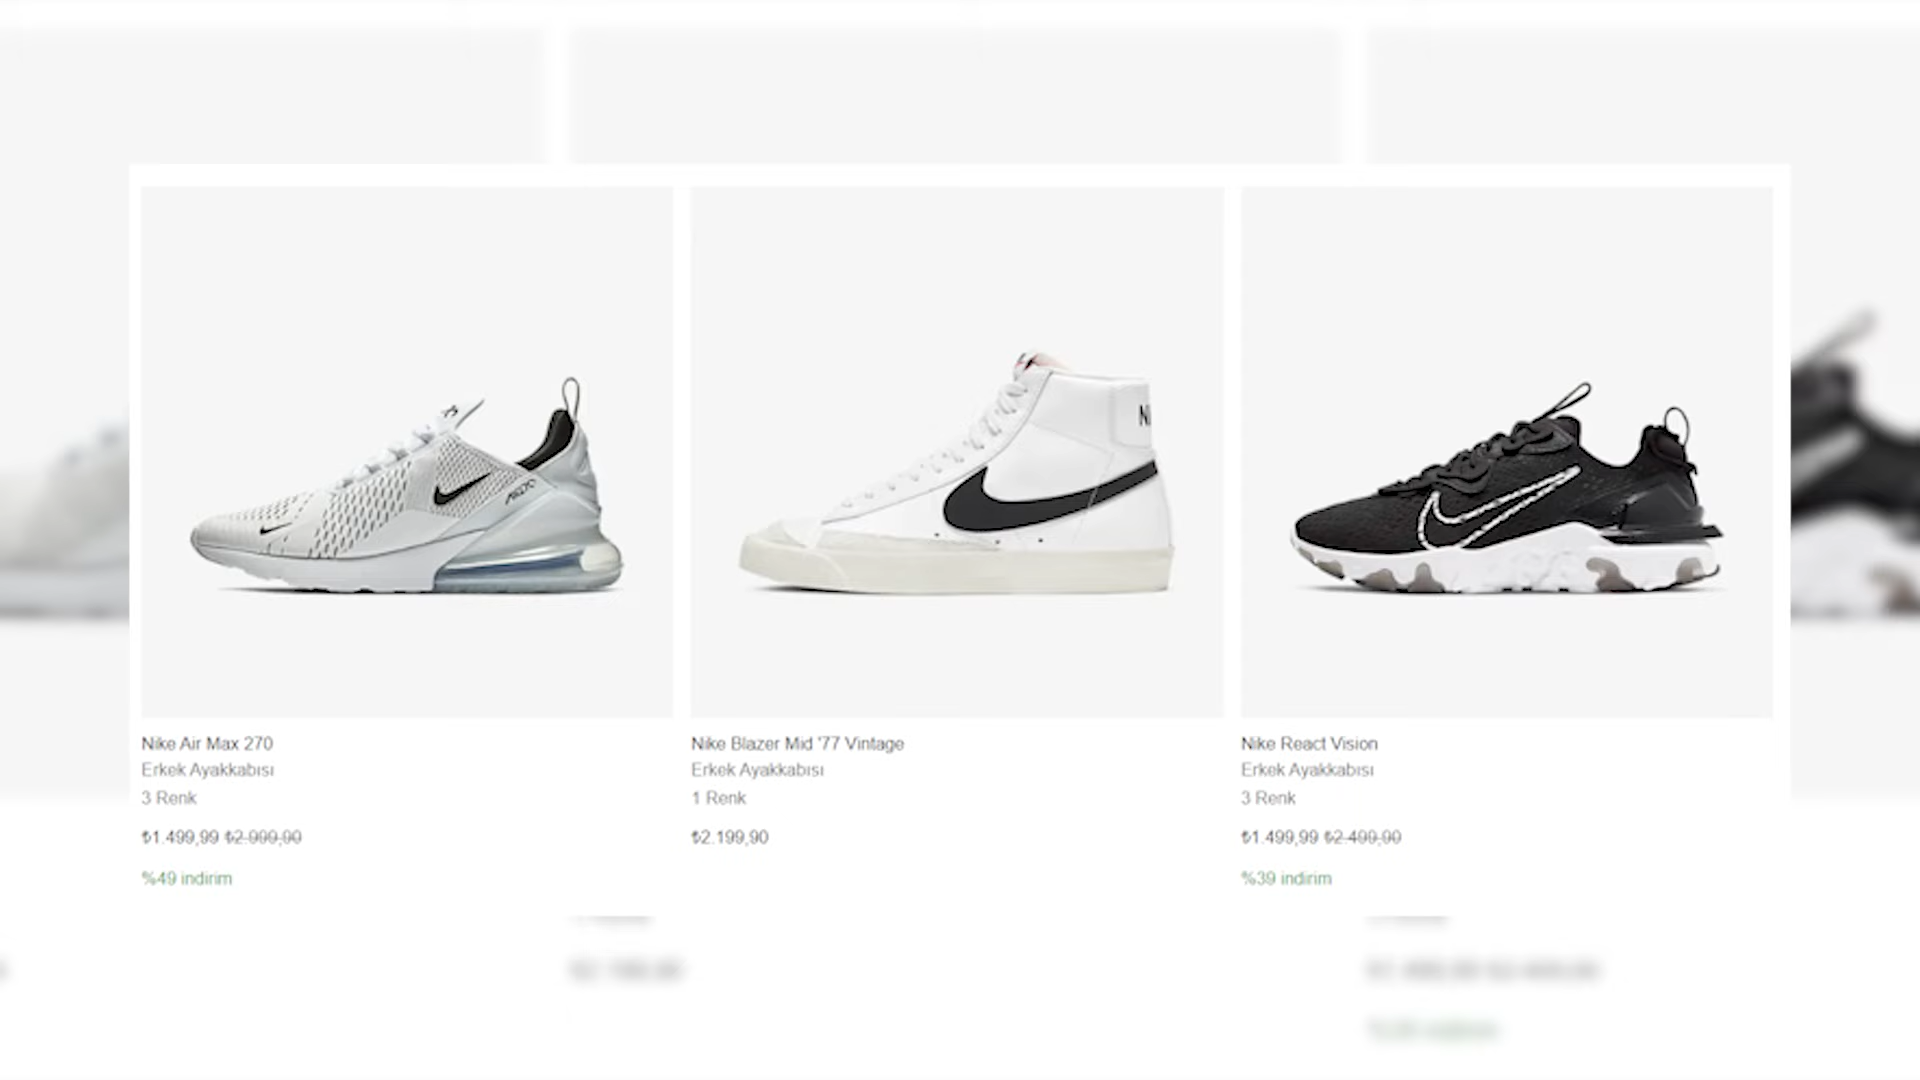 Nike Air Max 270
Erkek Ayakkabısı
3 Renk
₺1.499,99 ₺2.999,90
%49 indirim
Nike Blazer Mid '77 Vintage
Erkek Ayakkabısı
1 Renk
₺2.199,90
Nike React Vision
Erkek Ayakkabısı
3 Renk
₺1.499,99 ₺2.499,90
%39 indirim